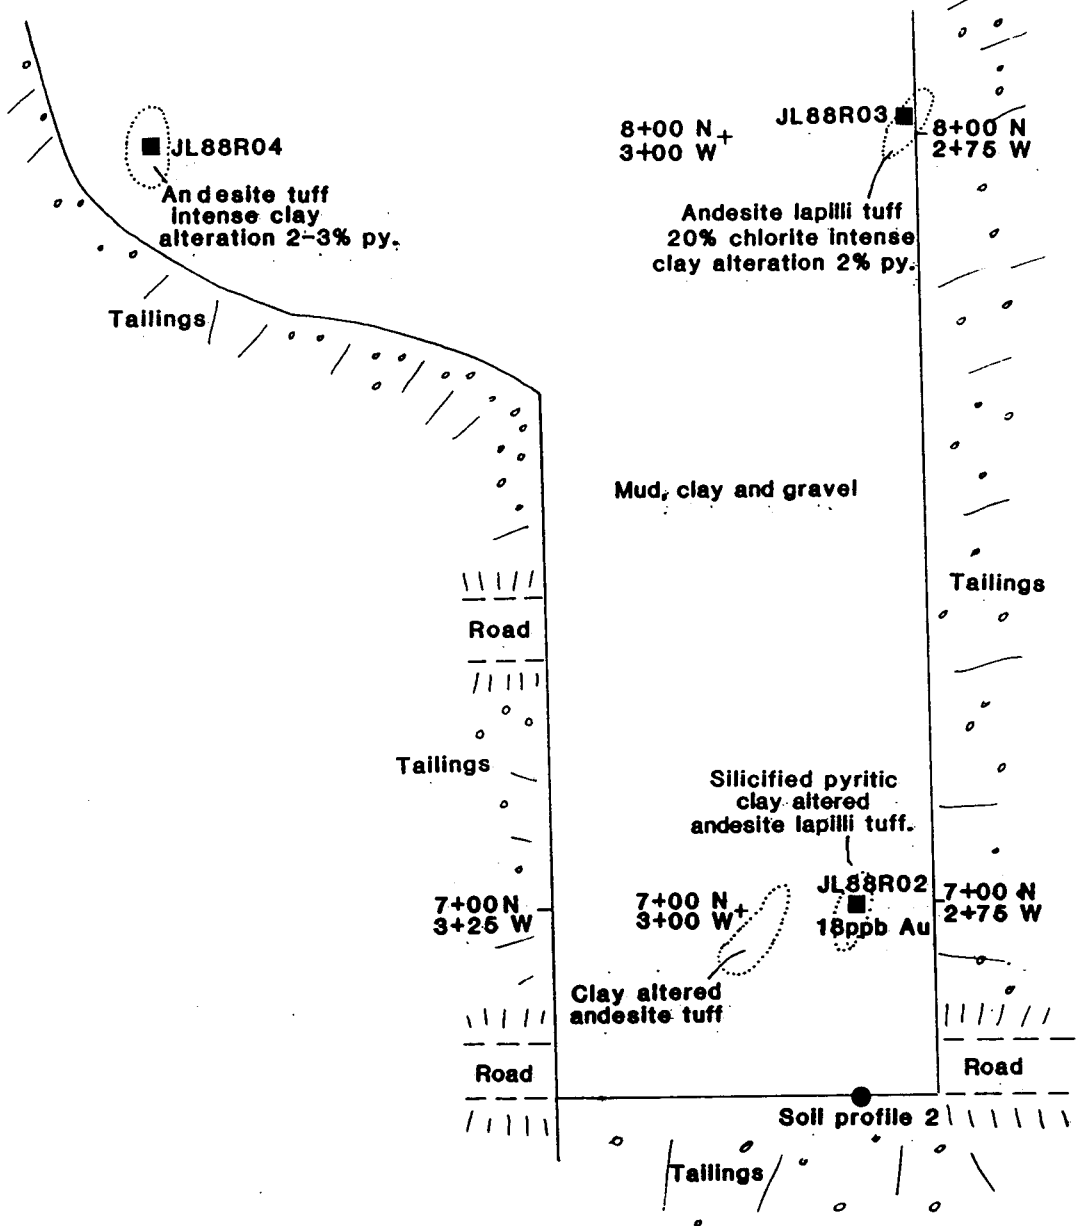 JL88R04
Andesite tuff
intense clay
alteration 2-3% py.
8+00 N
3+00 W
JL88R03
8+00 N
2+75 W
Andesite lapilli tuff
20% chlorite intense
clay alteration 2% py.
Tailings
Mud, clay and gravel
Tailings
Road
Tailings
Silicified pyritic
clay altered
andesite lapilli tuff.
JL88R02
18ppb Au
7+00 N
3+25 W
7+00 N
3+00 W
7+00 N
2+75 W
Clay altered
andesite tuff
Road
Road
Soil profile 2
Tailings